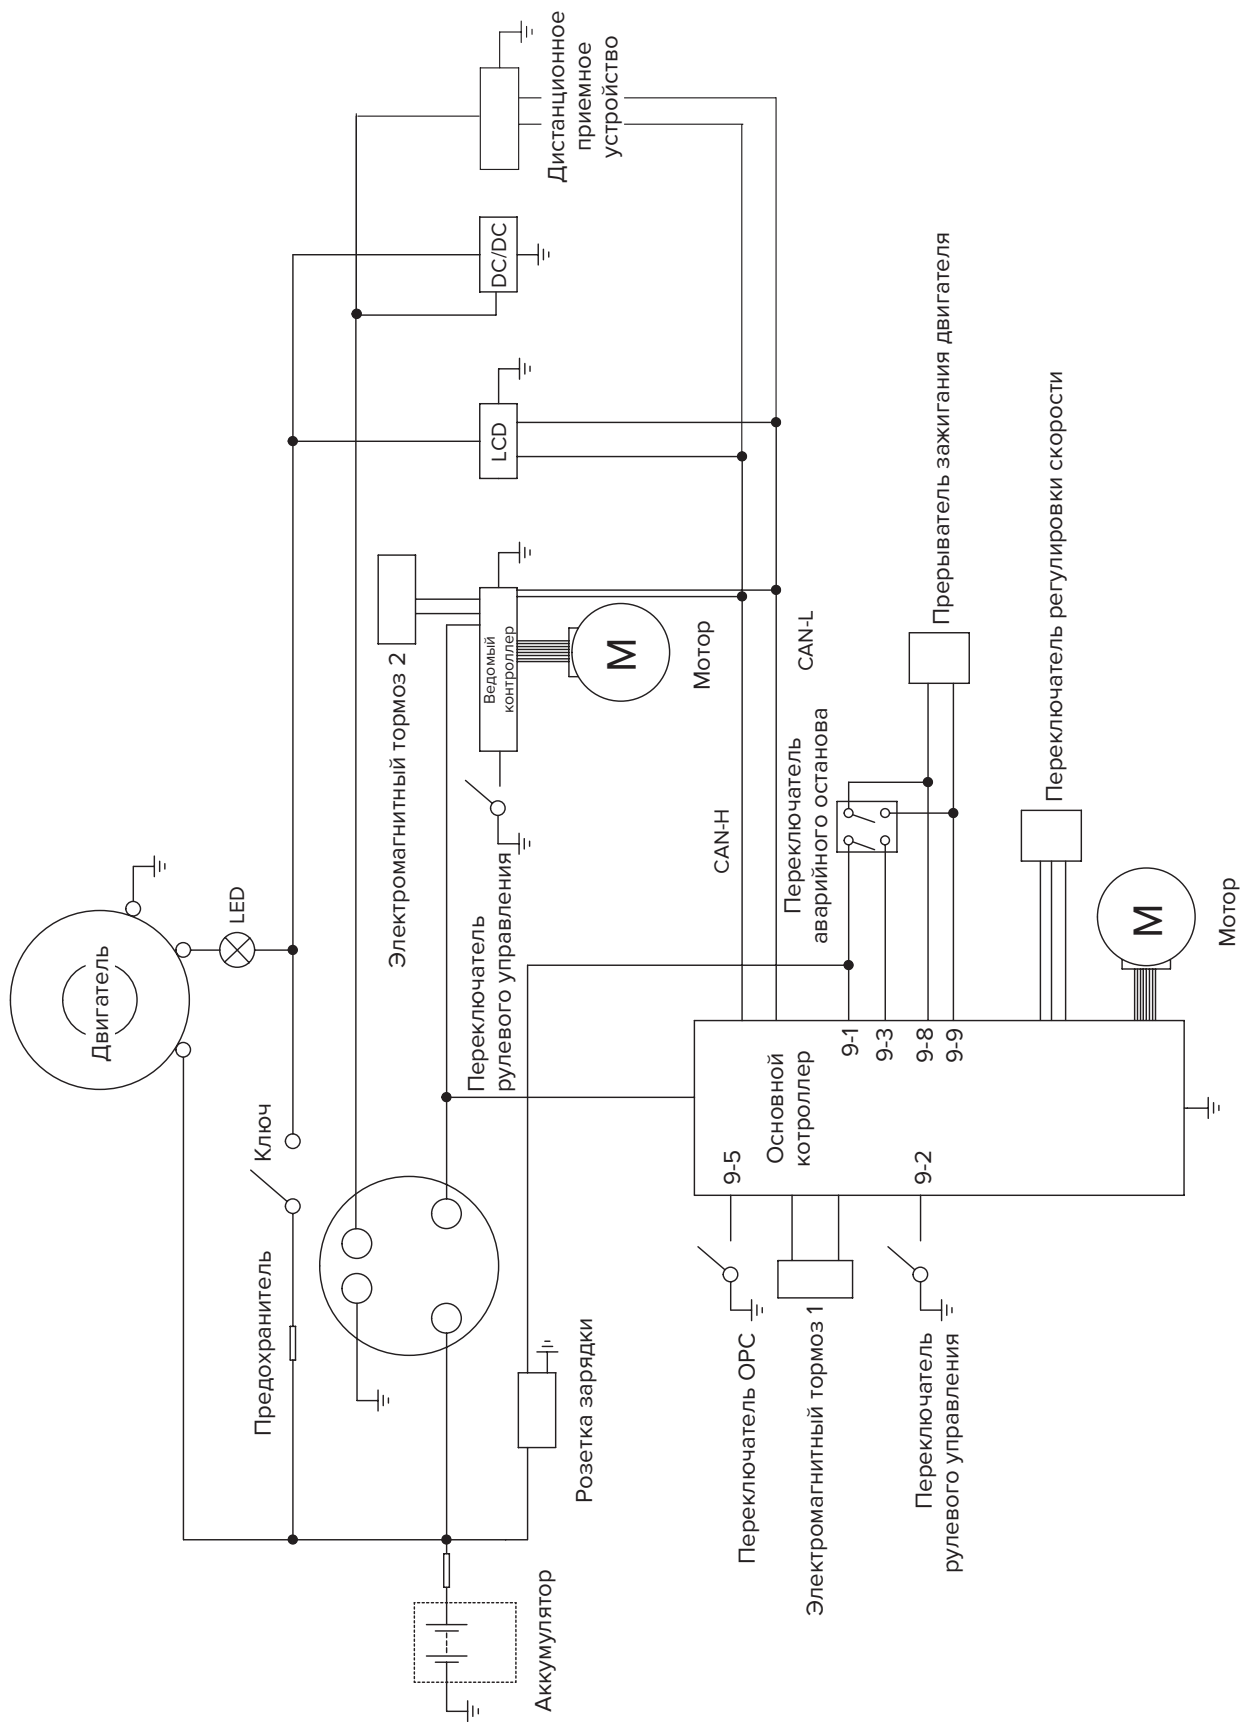 Двигатель
LED
Ключ
Предохранитель
Аккумулятор
Розетка зарядки
Переключатель
рулевого управления
Электромагнитный тормоз 2
Ведомый
контроллер
M
Мотор
LCD
DC/DC
Дистанционное
приемное
устройство
CAN-H
CAN-L
Переключатель
аварийного останова
Прерыватель зажигания двигателя
Переключатель регулировки скорости
M
Мотор
Основной
котроллер
9-1
9-3
9-8
9-9
9-5
9-2
Переключатель ОРС
Электромагнитный тормоз 1
Переключатель
рулевого управления